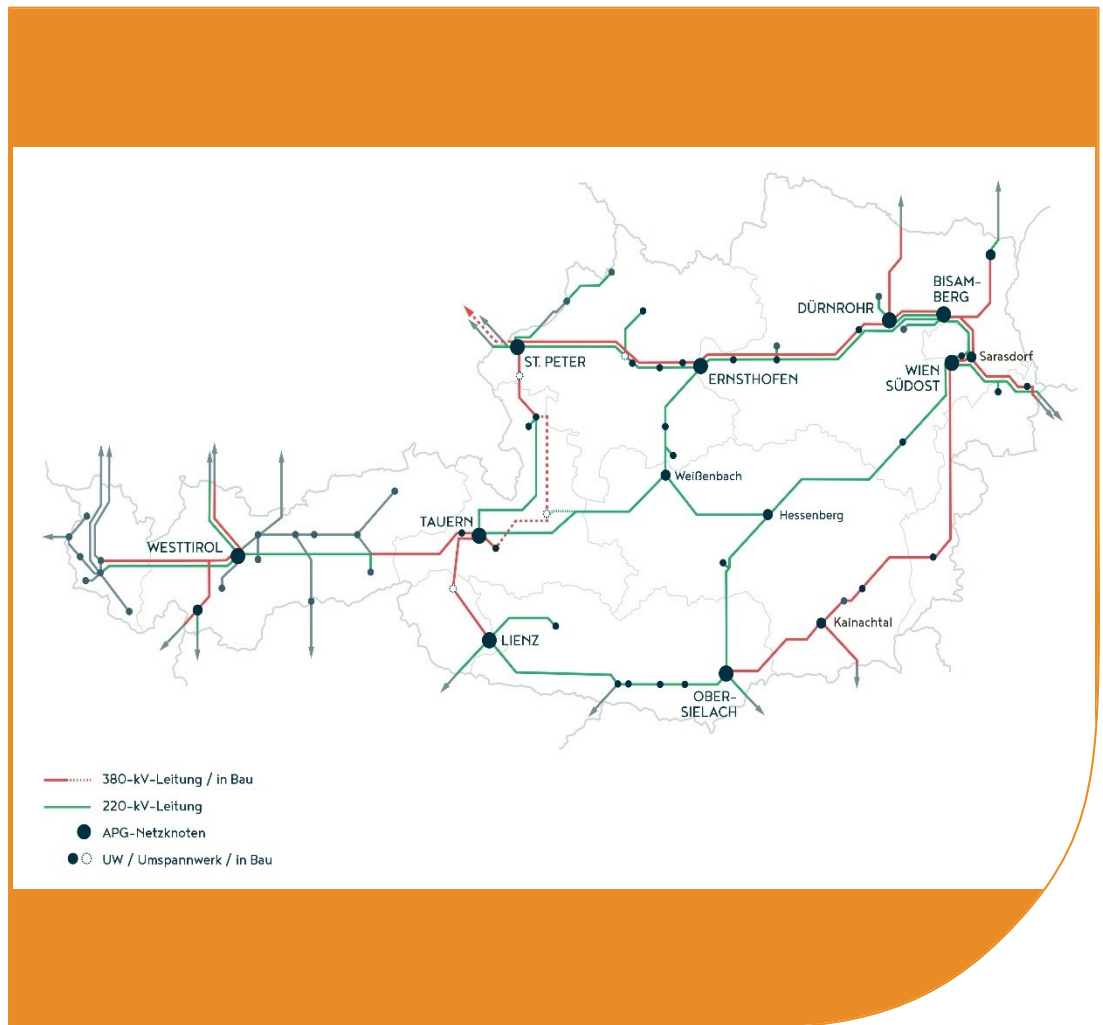 BISAM-
BERG
DÜRNROHR
ST. PETER
Sarasdorf
WIEN
SÜDOST
ERNSTHOFEN
Weißenbach
Hessenberg
TAUERN
WESTTIROL
Kainachtal
LIENZ
OBER-
SIELACH
380-kV-Leitung / in Bau
220-kV-Leitung
APG-Netzknoten
UW / Umspannwerk / in Bau